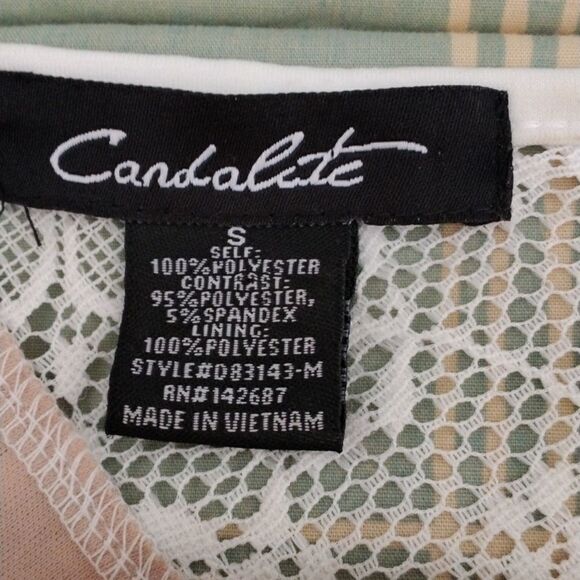 Candalite
S
SELF:
100%POLYESTER
CONTRAST:
95%POLYESTER,
5%SPANDEX
LINING:
100%POLYESTER
STYLE#D83143-M
RN#142687
MADE IN VIETNAM